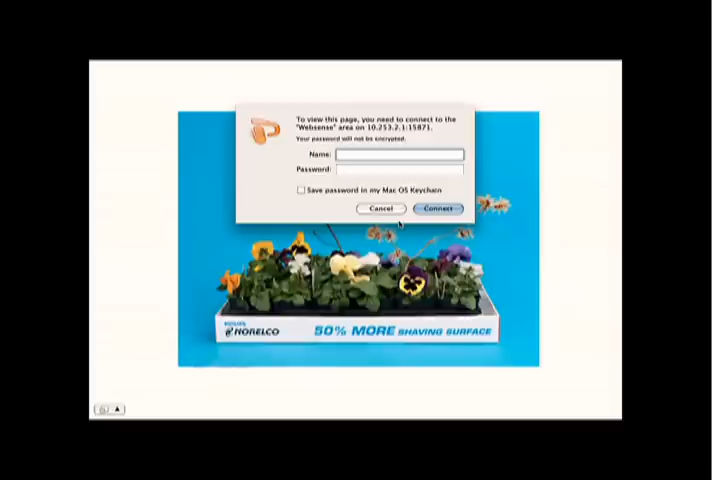 To view this page, you need to connect to the
"Websense" area on 10.253.2.1:15871.
Your password will not be encrypted.
Name:
Password:
Save password in my Mac OS Keychain
Cancel Connect
PHILIPS
NORELCO 50% MORE SHAVING SURFACE